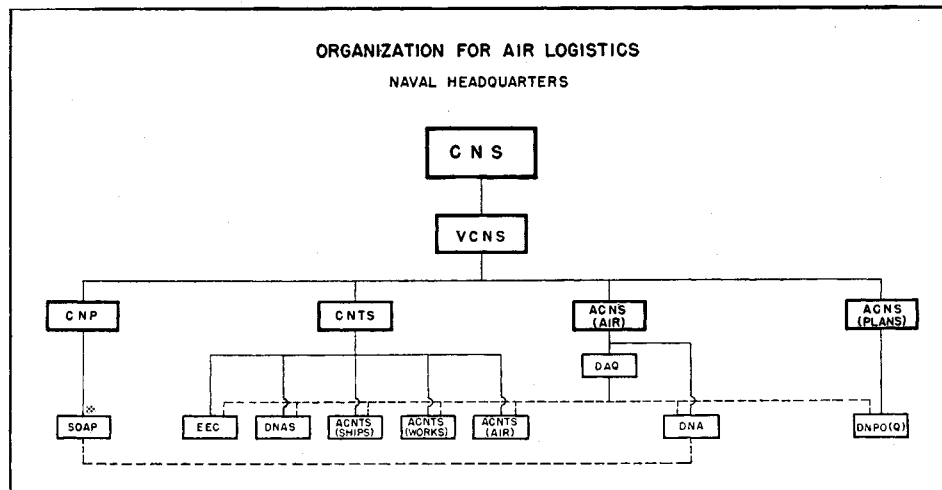 ORGANIZATION FOR AIR LOGISTICS
NAVAL HEADQUARTERS
CNS
VCNS
CNP
CNTS
ACNS
(AIR)
ACNS
(PLANS)
DAQ
SOAP
EEC
DNAS
ACNTS
(SHIPS)
ACNTS
(WORKS)
ACNTS
(AIR)
DNA
DNPO(Q)